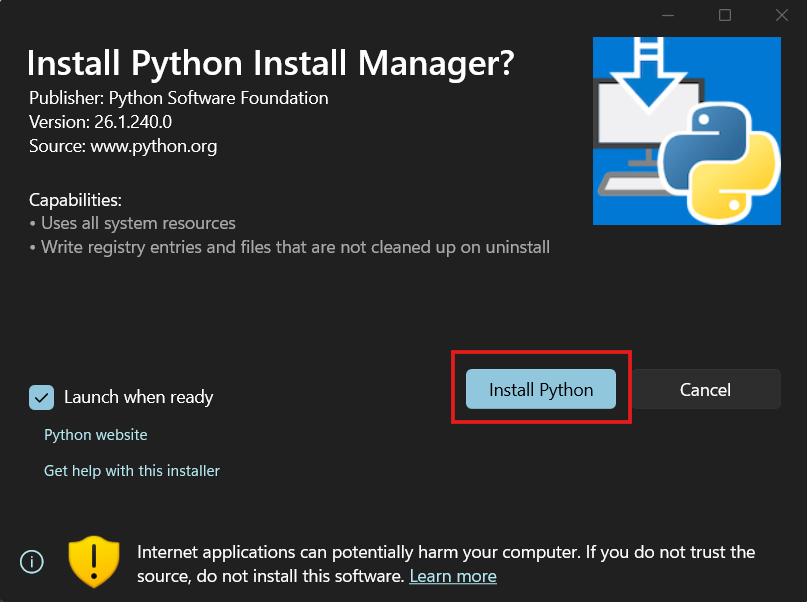 Install Python Install Manager?
Publisher: Python Software Foundation
Version: 26.1.240.0
Source: www.python.org
Capabilities:
• Uses all system resources
• Write registry entries and files that are not cleaned up on uninstall
Launch when ready
Install Python
Cancel
Python website
Get help with this installer
Internet applications can potentially harm your computer. If you do not trust the
source, do not install this software. Learn more